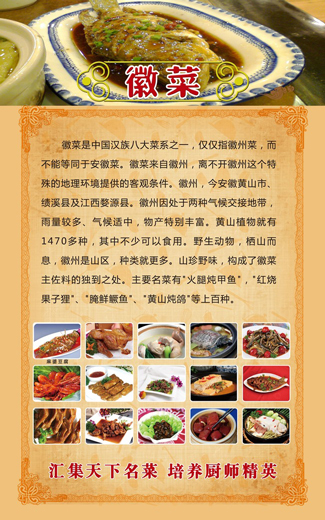 徽菜
徽菜是中国汉族八大菜系之一，仅仅指徽州菜，而
不能等同于安徽菜。徽菜来自徽州，离不开徽州这个特
殊的地理环境提供的客观条件。徽州，今安徽黄山市、
绩溪县及江西婺源县。徽州因处于两种气候交接地带，
雨量较多、气候适中，物产特别丰富。黄山植物就有
1470多种，其中不少可以食用。野生动物，栖山而
息，徽州是山区，种类就更多。山珍野味，构成了徽菜
主佐料的独到之处。主要名菜有"火腿炖甲鱼"，"红烧
果子狸"、"腌鲜鳜鱼"、"黄山炖鸽"等上百种。
麻婆豆腐
汇集天下名菜 培养厨师精英